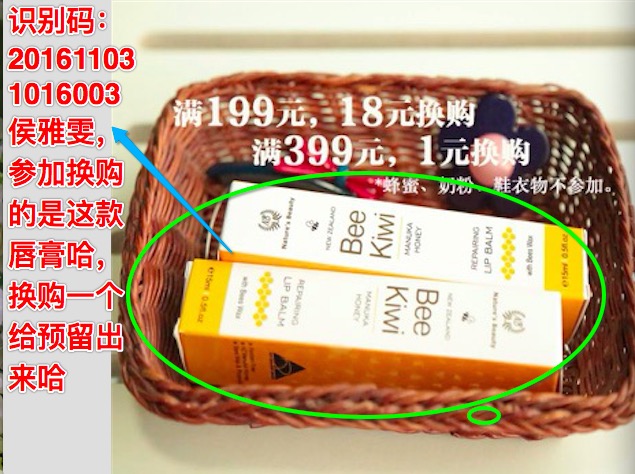 识别码：
20161103
1016003
侯雅雯，
参加换购
的是这款
唇膏哈，
换购一个
给预留出
来哈
满199元，18元换购
满399元，1元换购
*蜂蜜、奶粉、鞋衣物不参加。
Nature's Beauty
NEW ZEALAND
Bee
Kiwi
MANUKA
HONEY
REPAIRING
LIP BALM
with Bees Wax
℮15ml 0.5fl.oz
℮15ml 0.5fl.oz
with Bees Wax
REPAIRING
LIP BALM
MANUKA
HONEY
Bee
Kiwi
NEW ZEALAND
Nature's Beauty